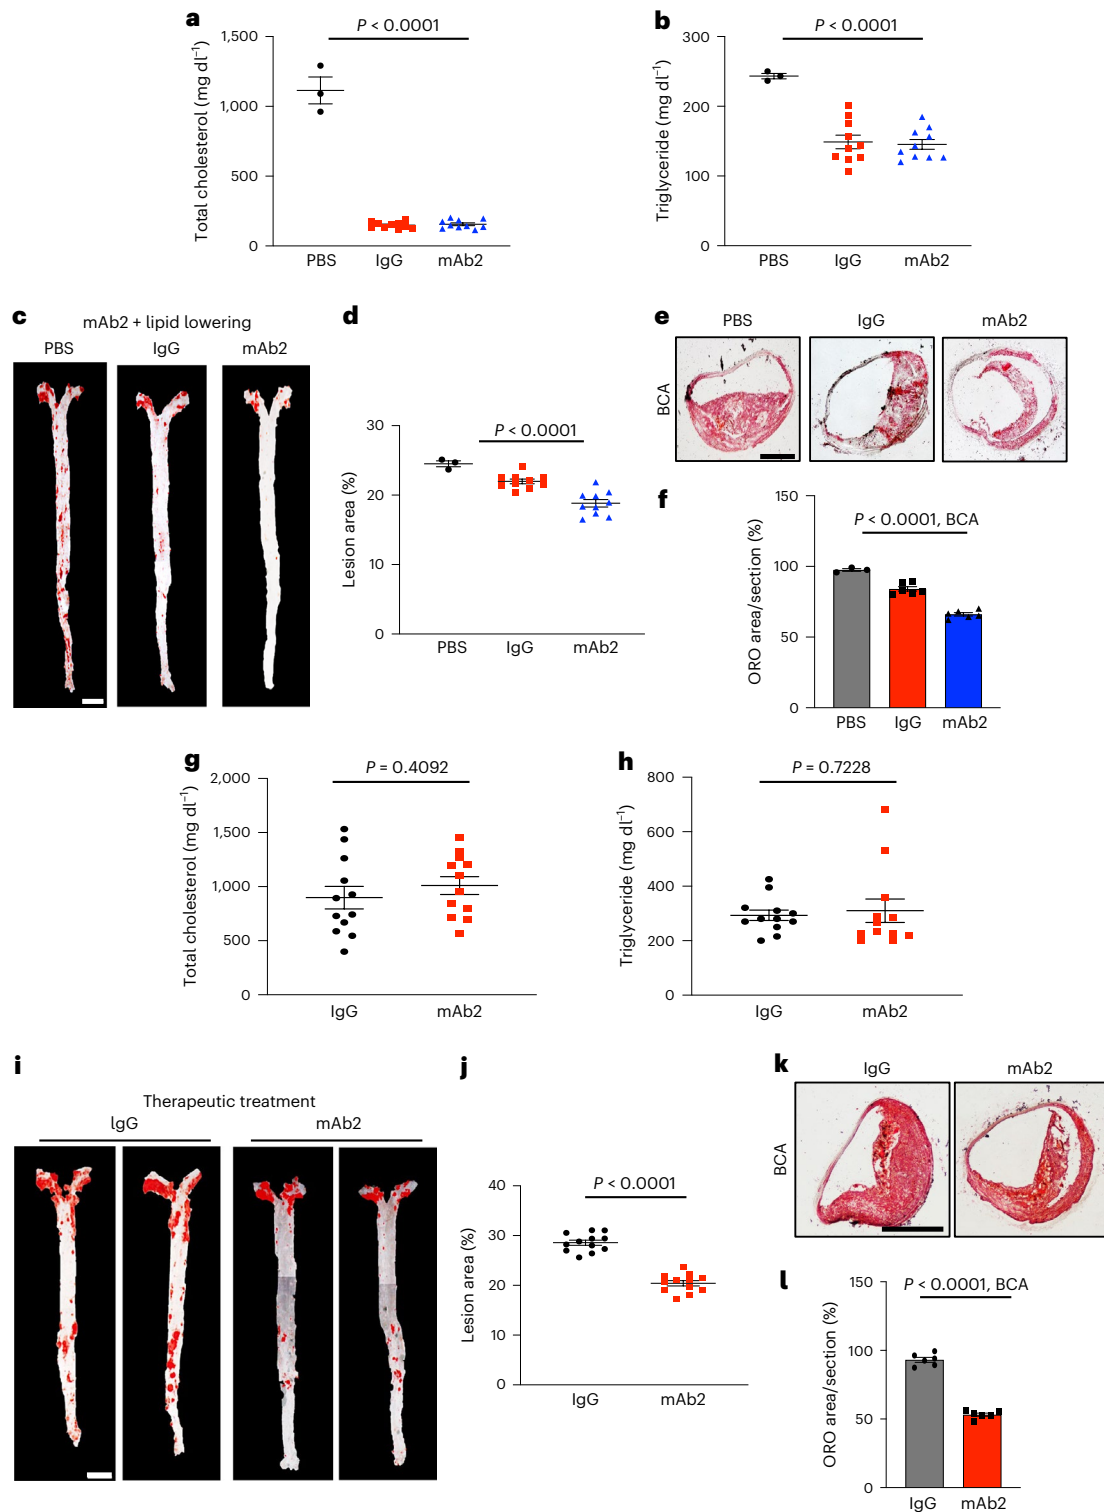 a
P < 0.0001
Total cholesterol (mg dl⁻¹)
1,500
1,000
500
0
PBS IgG mAb2
b
P < 0.0001
Triglyceride (mg dl⁻¹)
300
200
100
0
PBS IgG mAb2
c
mAb2 + lipid lowering
PBS IgG mAb2
d
P < 0.0001
Lesion area (%)
30
20
10
0
PBS IgG mAb2
e
PBS IgG mAb2
BCA
f
P < 0.0001, BCA
ORO area/section (%)
150
100
50
0
PBS IgG mAb2
g
P = 0.4092
Total cholesterol (mg dl⁻¹)
2,000
1,500
1,000
500
0
IgG mAb2
h
P = 0.7228
Triglyceride (mg dl⁻¹)
800
600
400
200
0
IgG mAb2
i
Therapeutic treatment
IgG mAb2
j
P < 0.0001
Lesion area (%)
40
30
20
10
0
IgG mAb2
k
IgG mAb2
BCA
l
P < 0.0001, BCA
ORO area/section (%)
150
100
50
0
IgG mAb2